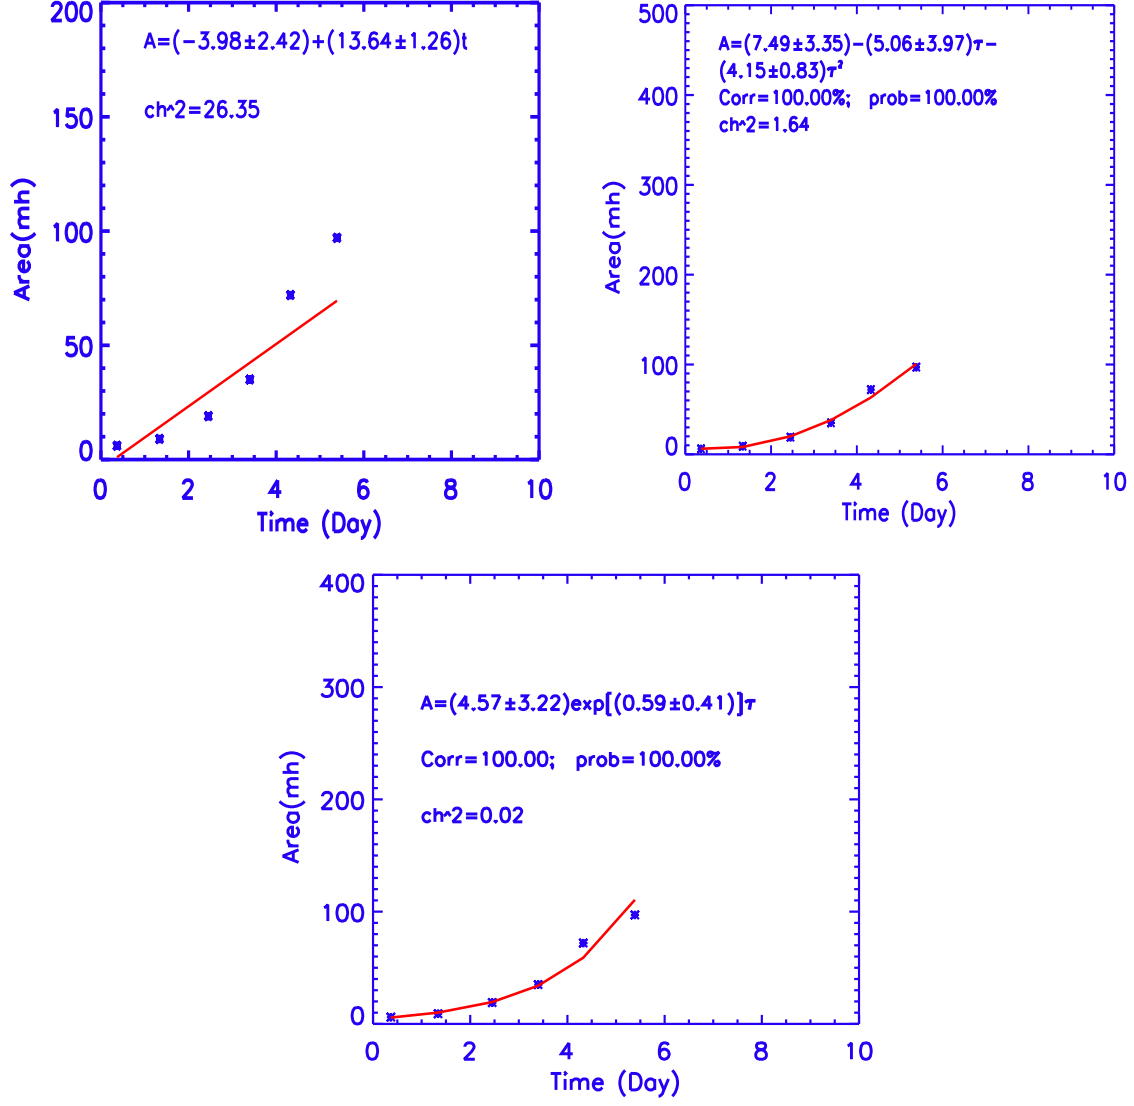 200
150
100
50
0
Area(mh)
A=(−3.98±2.42)+(13.64±1.26)t
ch^2=26.35
0 2 4 6 8 10
Time (Day)
500
400
300
200
100
0
Area(mh)
A=(7.49±3.35)−(5.06±3.97)τ−
(4.15±0.83)τ²
Corr=100.00%; prob=100.00%
ch^2=1.64
0 2 4 6 8 10
Time (Day)
400
300
200
100
0
Area(mh)
A=(4.57±3.22)exp[(0.59±0.41)]τ
Corr=100.00; prob=100.00%
ch^2=0.02
0 2 4 6 8 10
Time (Day)